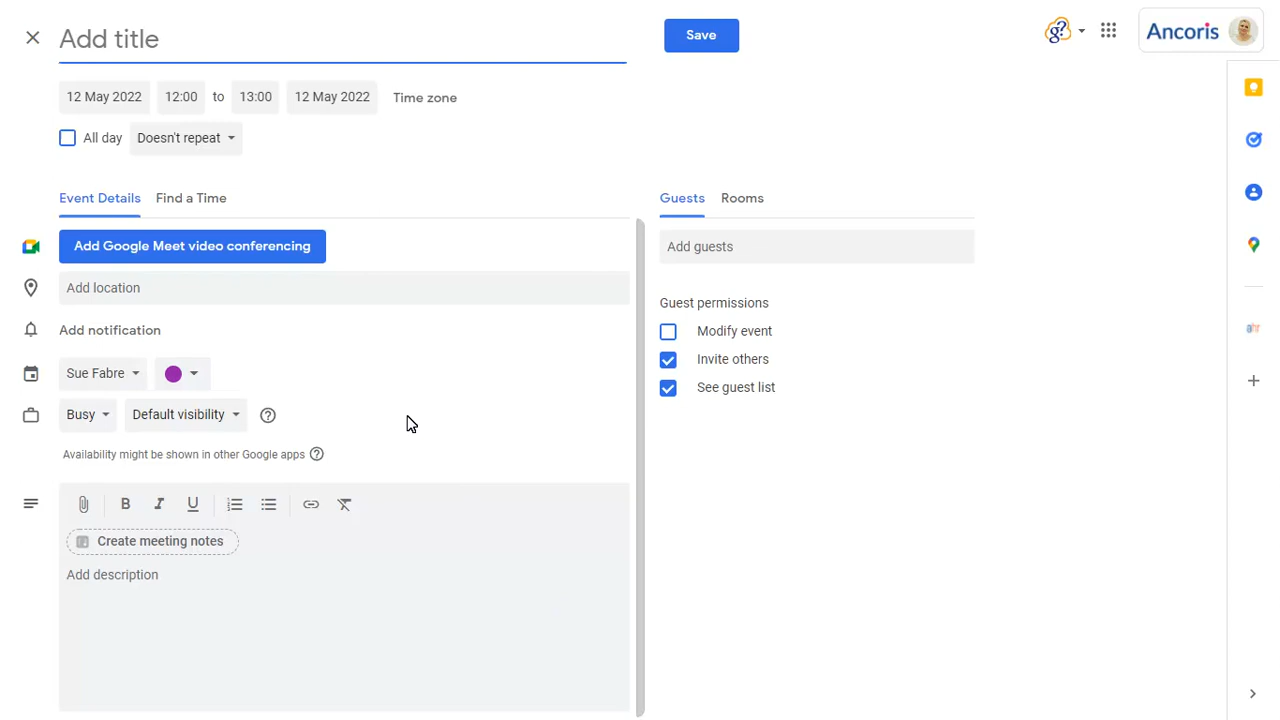 Add title
Save
g?
Ancoris
12 May 2022 12:00 to 13:00 12 May 2022 Time zone
All day Doesn't repeat
Event Details Find a Time
Guests Rooms
Add Google Meet video conferencing
Add guests
Add location
Guest permissions
Add notification
Modify event
Invite others
Sue Fabre
See guest list
Busy Default visibility
Availability might be shown in other Google apps
B I U
Create meeting notes
Add description